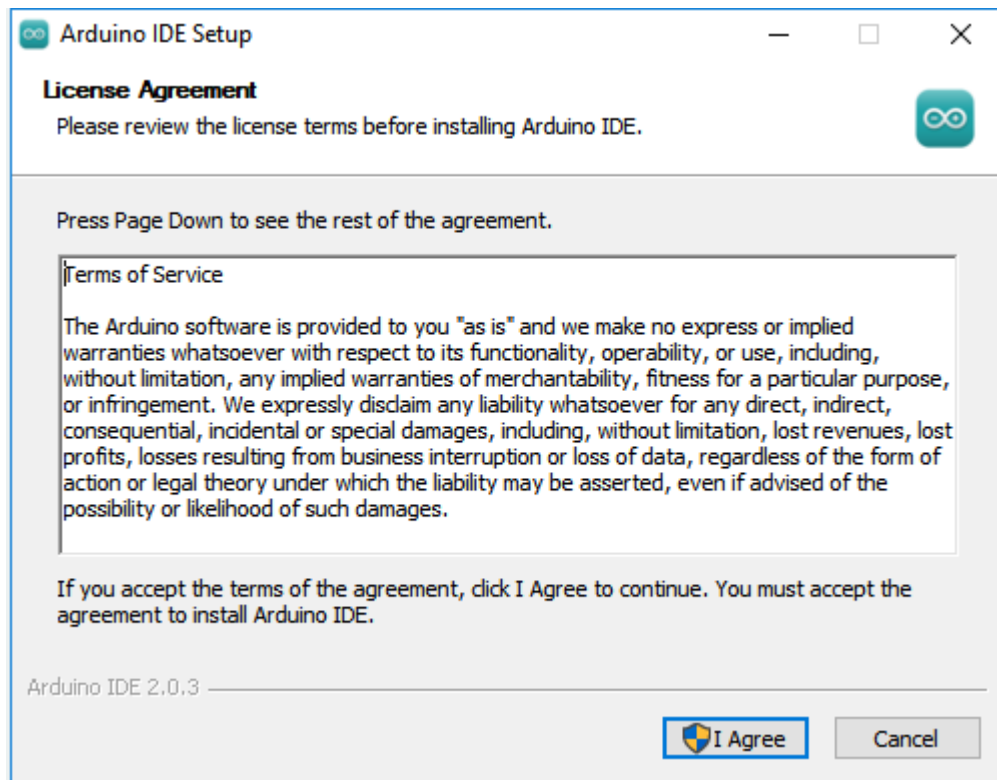 Arduino IDE Setup
License Agreement
Please review the license terms before installing Arduino IDE.
Press Page Down to see the rest of the agreement.
Terms of Service
The Arduino software is provided to you "as is" and we make no express or implied
warranties whatsoever with respect to its functionality, operability, or use, including,
without limitation, any implied warranties of merchantability, fitness for a particular purpose,
or infringement. We expressly disclaim any liability whatsoever for any direct, indirect,
consequential, incidental or special damages, including, without limitation, lost revenues, lost
profits, losses resulting from business interruption or loss of data, regardless of the form of
action or legal theory under which the liability may be asserted, even if advised of the
possibility or likelihood of such damages.
If you accept the terms of the agreement, click I Agree to continue. You must accept the
agreement to install Arduino IDE.
Arduino IDE 2.0.3
I Agree
Cancel